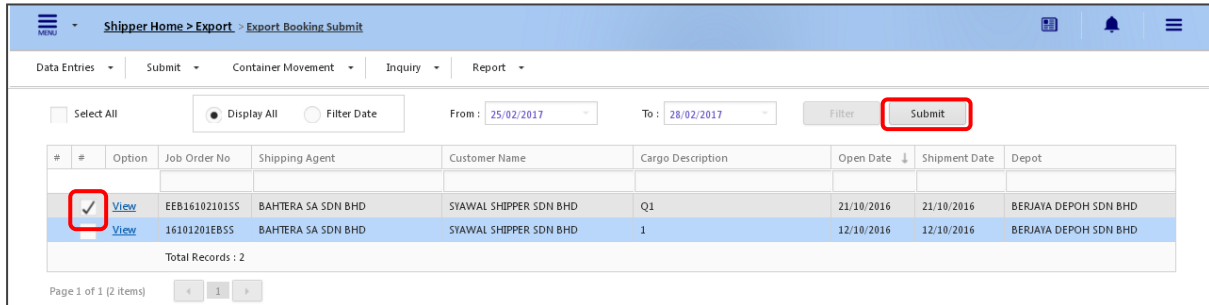 MENU Shipper Home > Export > Export Booking Submit
Data Entries Submit Container Movement Inquiry Report
Select All Display All Filter Date From : 25/02/2017 To : 28/02/2017 Filter Submit
# # Option Job Order No Shipping Agent Customer Name Cargo Description Open Date ↓ Shipment Date Depot
View EEB16102101SS BAHTERA SA SDN BHD SYAWAL SHIPPER SDN BHD Q1 21/10/2016 21/10/2016 BERJAYA DEPOH SDN BHD
View 16101201EBSS BAHTERA SA SDN BHD SYAWAL SHIPPER SDN BHD 1 12/10/2016 12/10/2016 BERJAYA DEPOH SDN BHD
Total Records : 2
Page 1 of 1 (2 items) 1